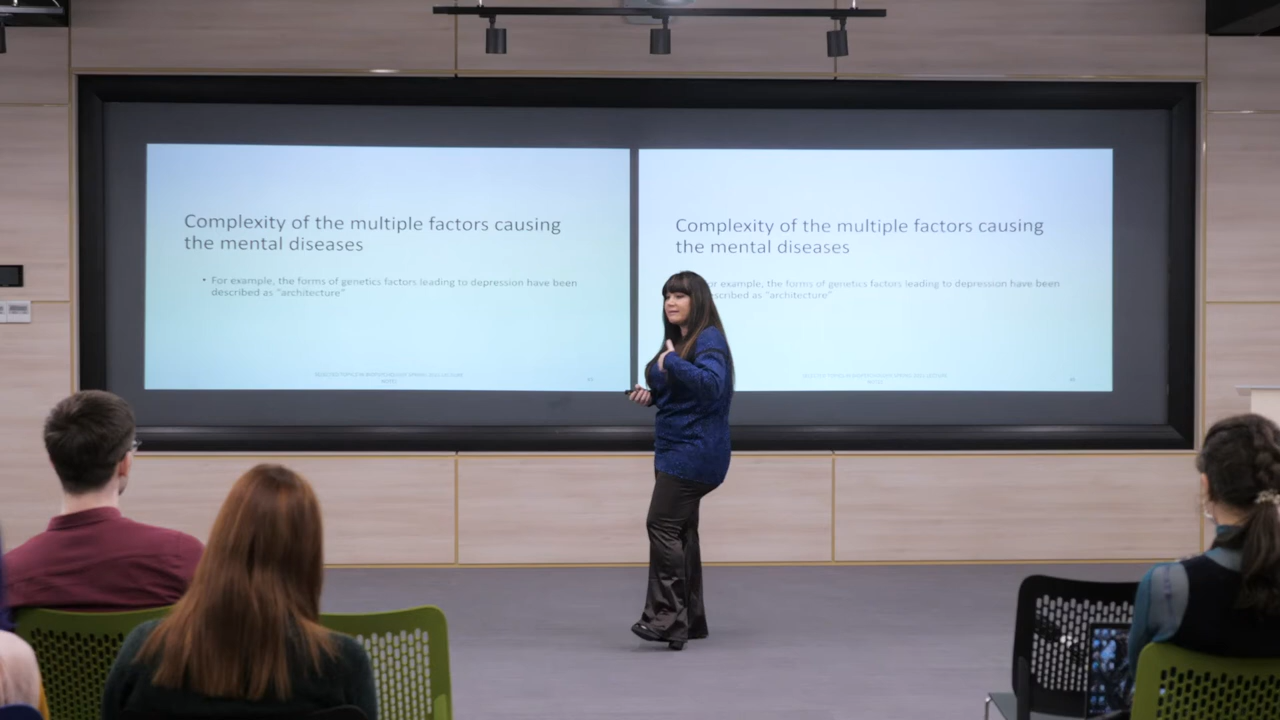 Complexity of the multiple factors causing
the mental diseases
• For example, the forms of genetics factors leading to depression have been
described as "architecture"
Complexity of the multiple factors causing
the mental diseases
example, the forms of genetics factors leading to depression have been
described as "architecture"